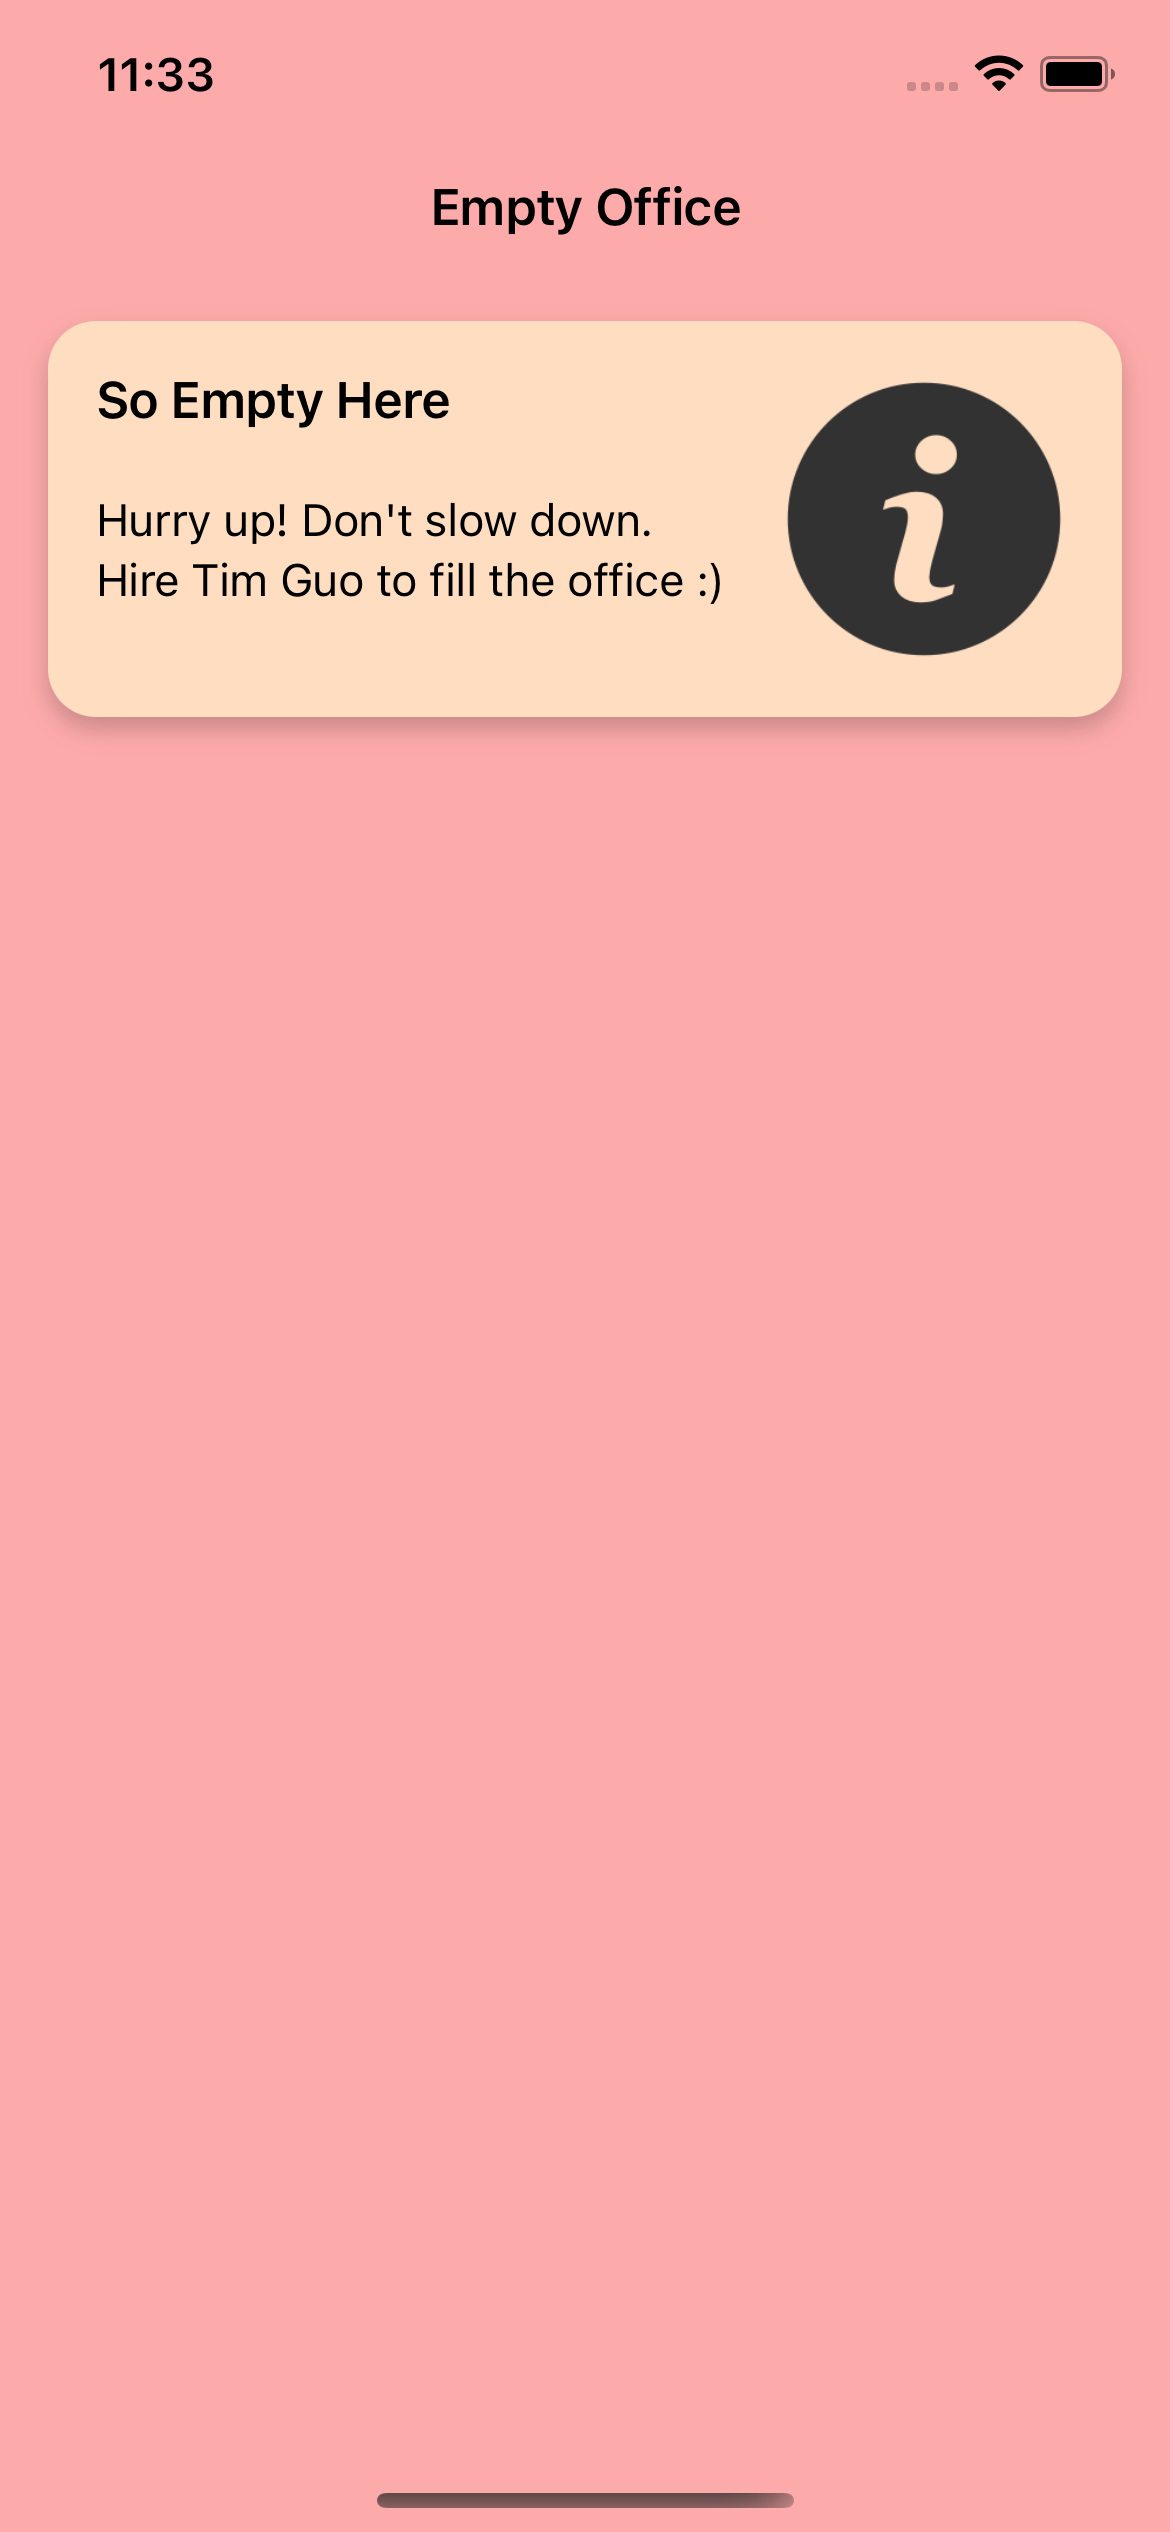 11:33
Empty Office
So Empty Here
Hurry up! Don't slow down.
Hire Tim Guo to fill the office :)
i